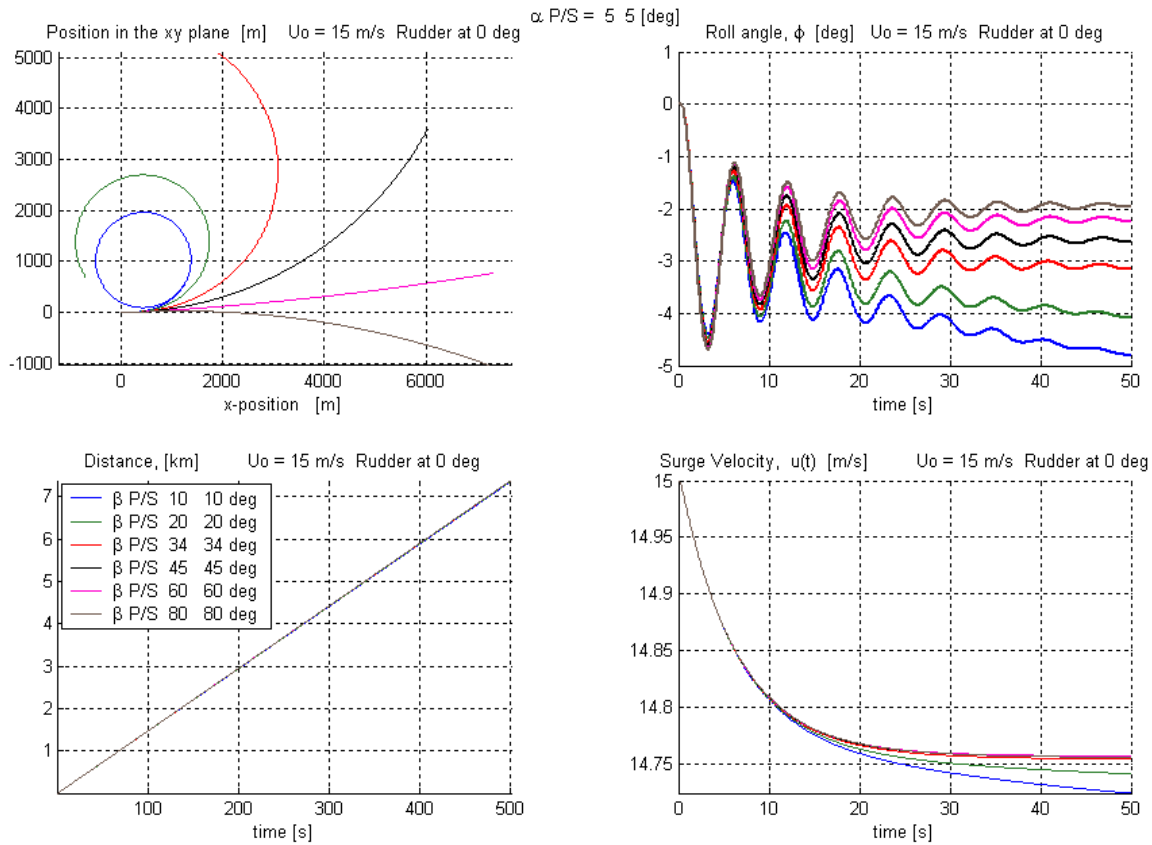 α P/S = 5 5 [deg]
Position in the xy plane [m] Uo = 15 m/s Rudder at 0 deg
5000
4000
3000
2000
1000
0
-1000
0 2000 4000 6000
x-position [m]
Roll angle, ϕ [deg] Uo = 15 m/s Rudder at 0 deg
1
0
-1
-2
-3
-4
-5
0 10 20 30 40 50
time [s]
Distance, [km] Uo = 15 m/s Rudder at 0 deg
7
6
5
4
3
2
1
β P/S 10 10 deg
β P/S 20 20 deg
β P/S 34 34 deg
β P/S 45 45 deg
β P/S 60 60 deg
β P/S 80 80 deg
100 200 300 400 500
time [s]
Surge Velocity, u(t) [m/s] Uo = 15 m/s Rudder at 0 deg
15
14.95
14.9
14.85
14.8
14.75
0 10 20 30 40 50
time [s]